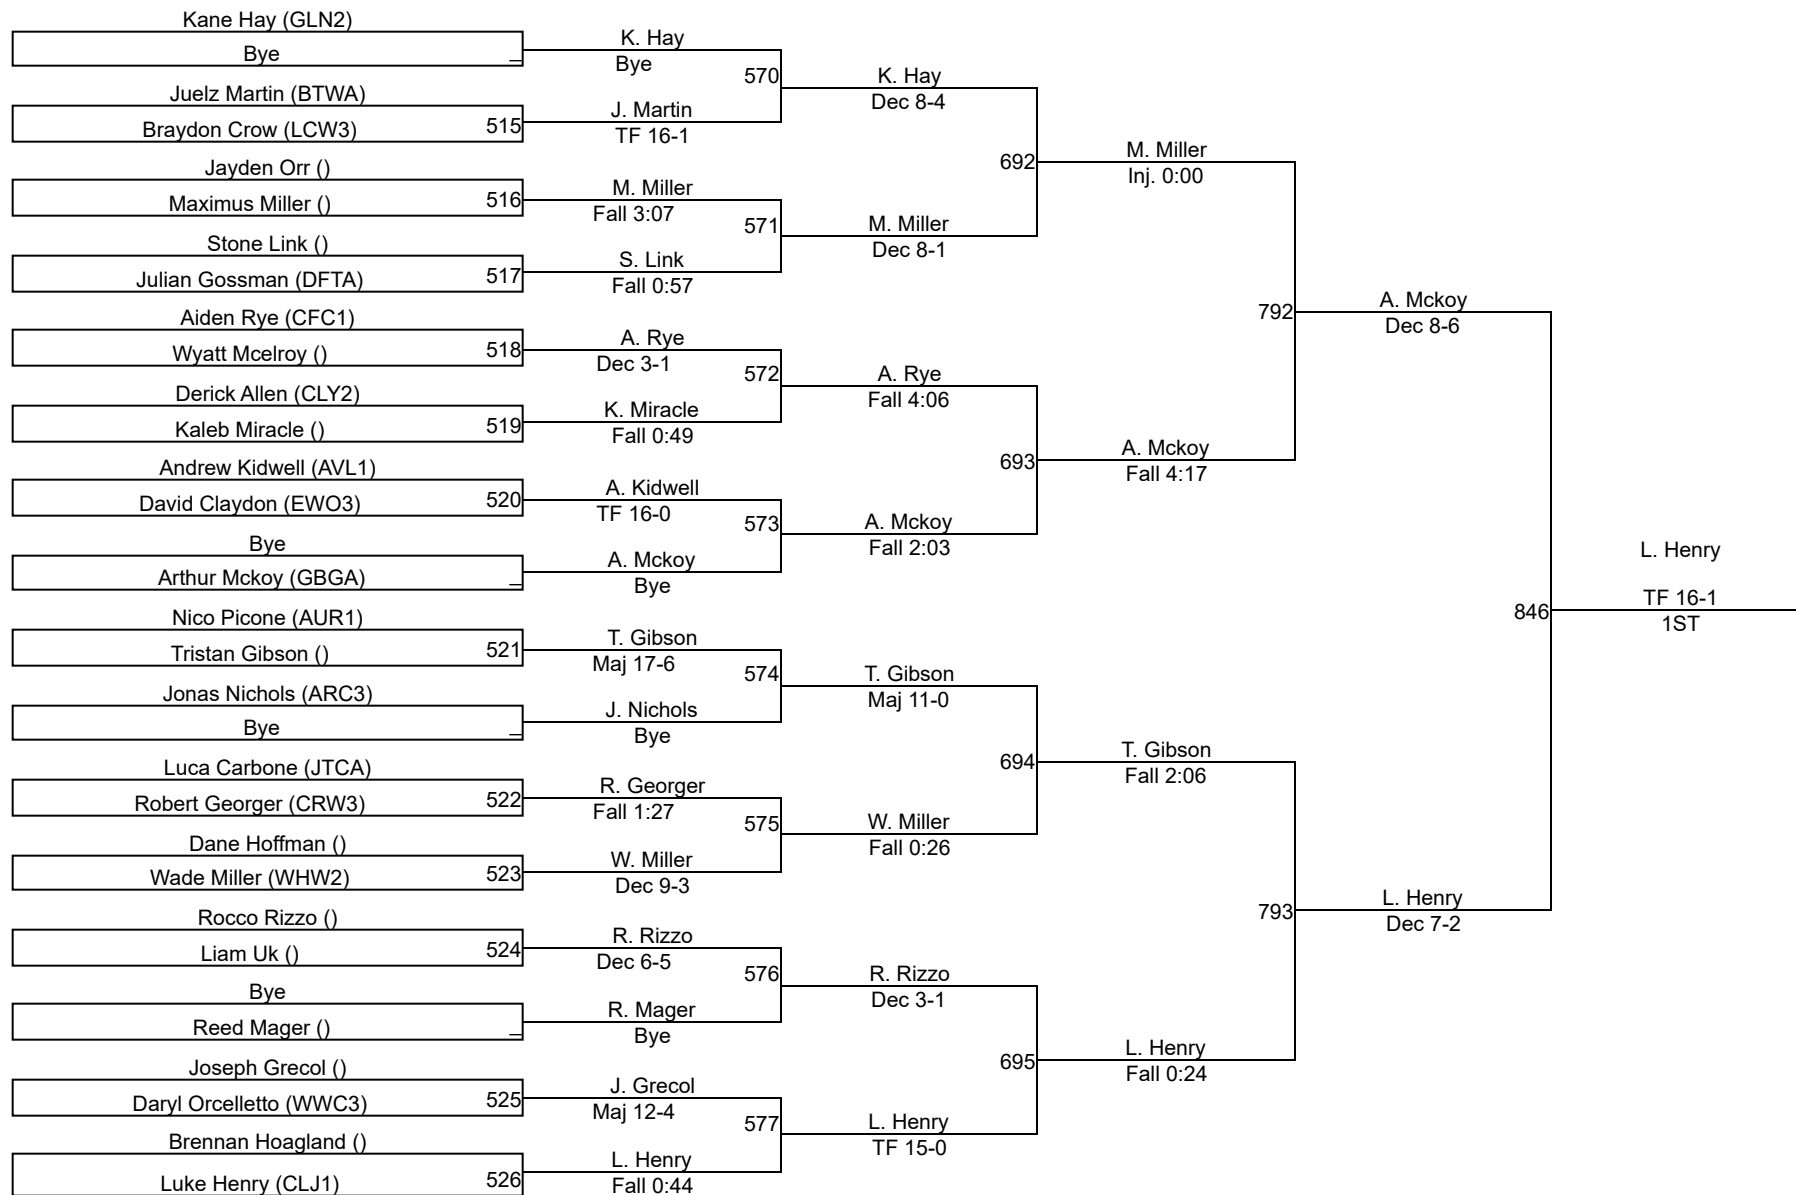 Kane Hay (GLN2)
Bye
Juelz Martin (BTWA)
Braydon Crow (LCW3) 515
Jayden Orr ()
Maximus Miller () 516
Stone Link ()
Julian Gossman (DFTA) 517
Aiden Rye (CFC1)
Wyatt Mcelroy () 518
Derick Allen (CLY2)
Kaleb Miracle () 519
Andrew Kidwell (AVL1)
David Claydon (EWO3) 520
Bye
Arthur Mckoy (GBGA)
Nico Picone (AUR1)
Tristan Gibson () 521
Jonas Nichols (ARC3)
Bye
Luca Carbone (JTCA)
Robert Georger (CRW3) 522
Dane Hoffman ()
Wade Miller (WHW2) 523
Rocco Rizzo ()
Liam Uk () 524
Bye
Reed Mager ()
Joseph Grecol ()
Daryl Orcelletto (WWC3) 525
Brennan Hoagland ()
Luke Henry (CLJ1) 526
K. Hay
Bye
570
J. Martin
TF 16-1
M. Miller
Fall 3:07
571
S. Link
Fall 0:57
A. Rye
Dec 3-1
572
K. Miracle
Fall 0:49
A. Kidwell
TF 16-0
573
A. Mckoy
Bye
T. Gibson
Maj 17-6
574
J. Nichols
Bye
R. Georger
Fall 1:27
575
W. Miller
Dec 9-3
R. Rizzo
Dec 6-5
576
R. Mager
Bye
J. Grecol
Maj 12-4
577
L. Henry
Fall 0:44
K. Hay
Dec 8-4
692
M. Miller
Dec 8-1
A. Rye
Fall 4:06
693
A. Mckoy
Fall 2:03
T. Gibson
Maj 11-0
694
W. Miller
Fall 0:26
R. Rizzo
Dec 3-1
695
L. Henry
TF 15-0
M. Miller
Inj. 0:00
792
A. Mckoy
Fall 4:17
T. Gibson
Fall 2:06
793
L. Henry
Fall 0:24
A. Mckoy
Dec 8-6
846
L. Henry
Dec 7-2
L. Henry
TF 16-1
1ST